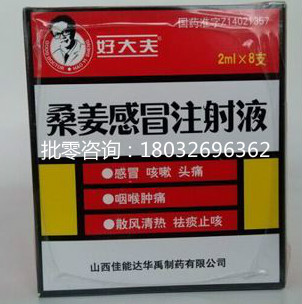 国药准字Z14021357
好大夫
2ml×8支
桑姜感冒注射液
批零咨询:18032696362
●感冒 咳嗽 头痛
●咽喉肿痛
●散风清热 祛痰止咳
山西佳能达华禹制药有限公司